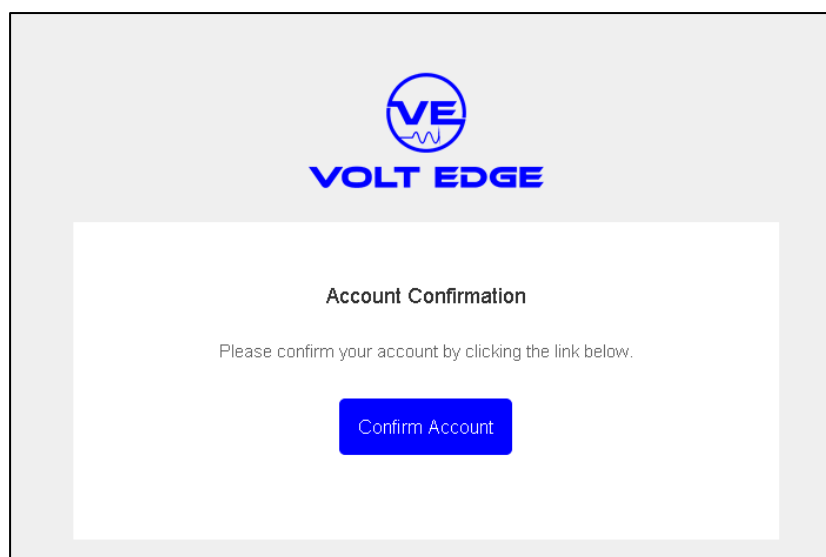 VE
VOLT EDGE
Account Confirmation
Please confirm your account by clicking the link below.
Confirm Account